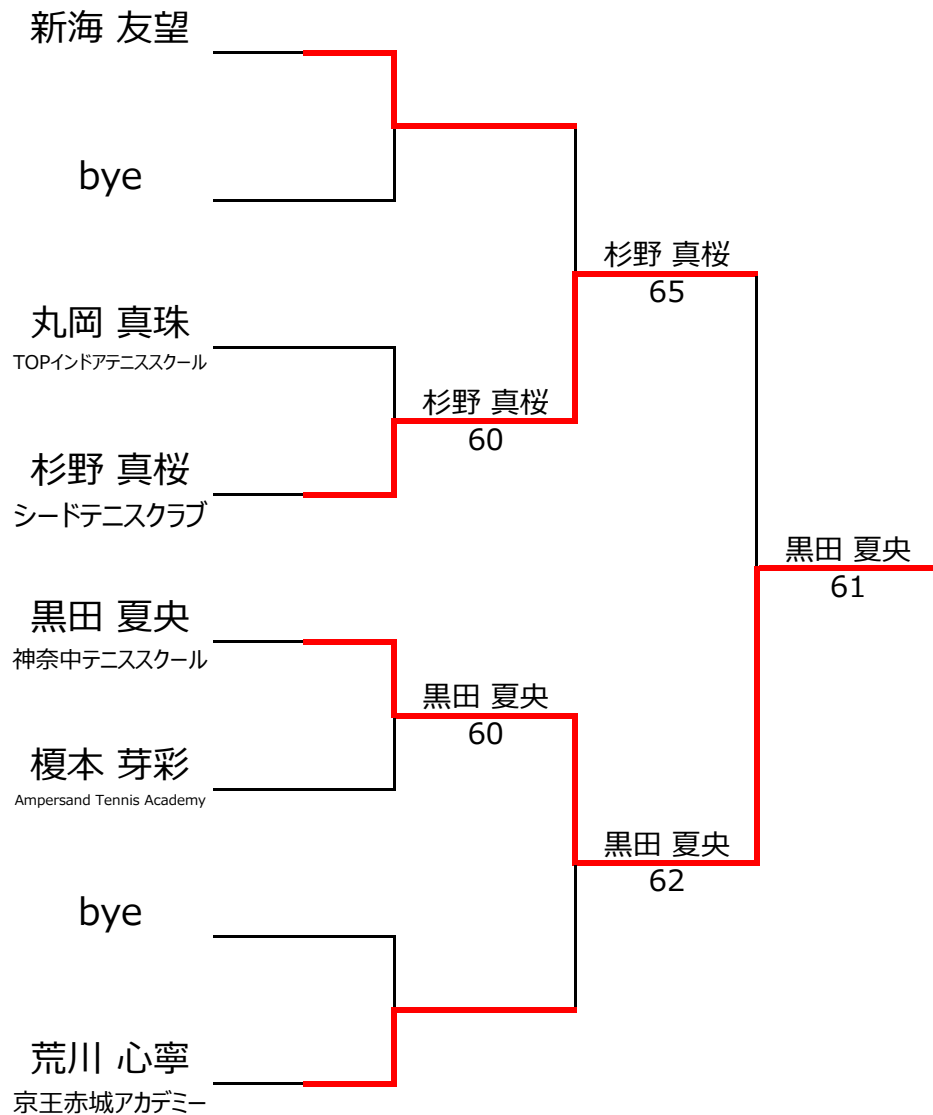 新海 友望
bye
丸岡 真珠
TOPインドアテニススクール
杉野 真桜
シードテニスクラブ
黒田 夏央
神奈中テニススクール
榎本 芽彩
Ampersand Tennis Academy
bye
荒川 心寧
京王赤城アカデミー
杉野 真桜
60
黒田 夏央
60
杉野 真桜
65
黒田 夏央
62
黒田 夏央
61